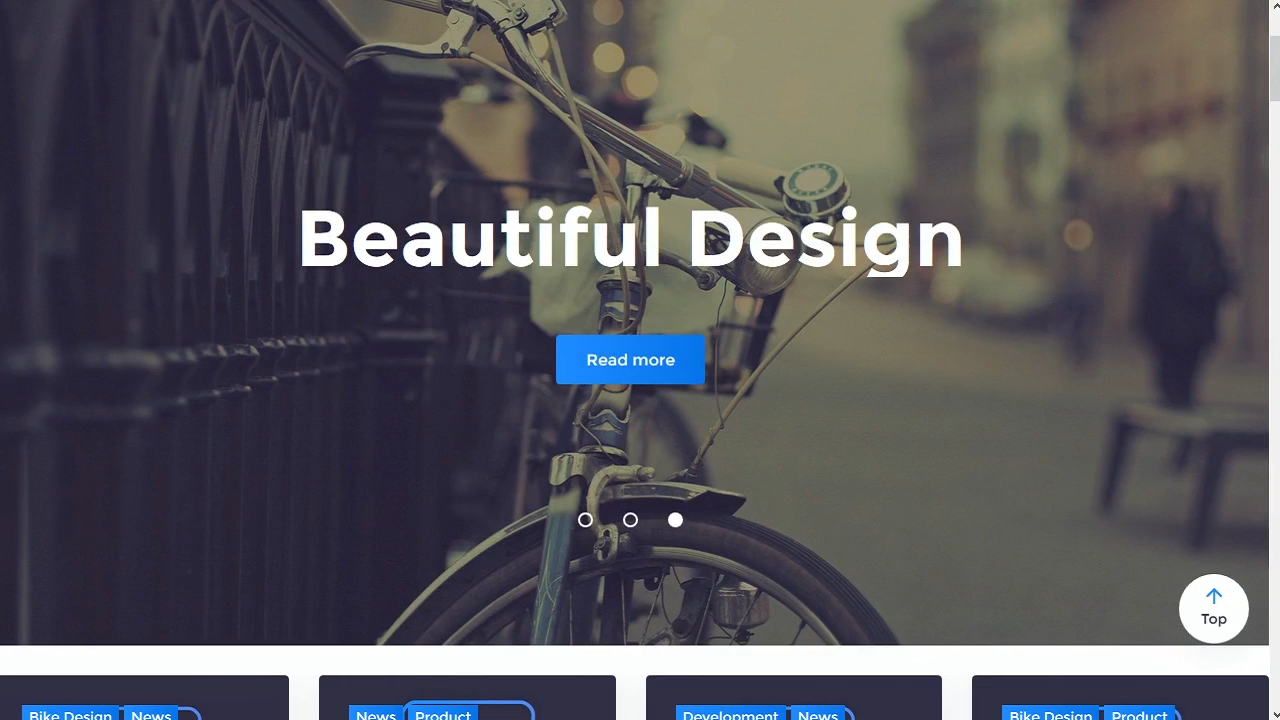 Beautiful Design
Read more
Top
Bike Design News
News Product
Development News
Bike Design Product